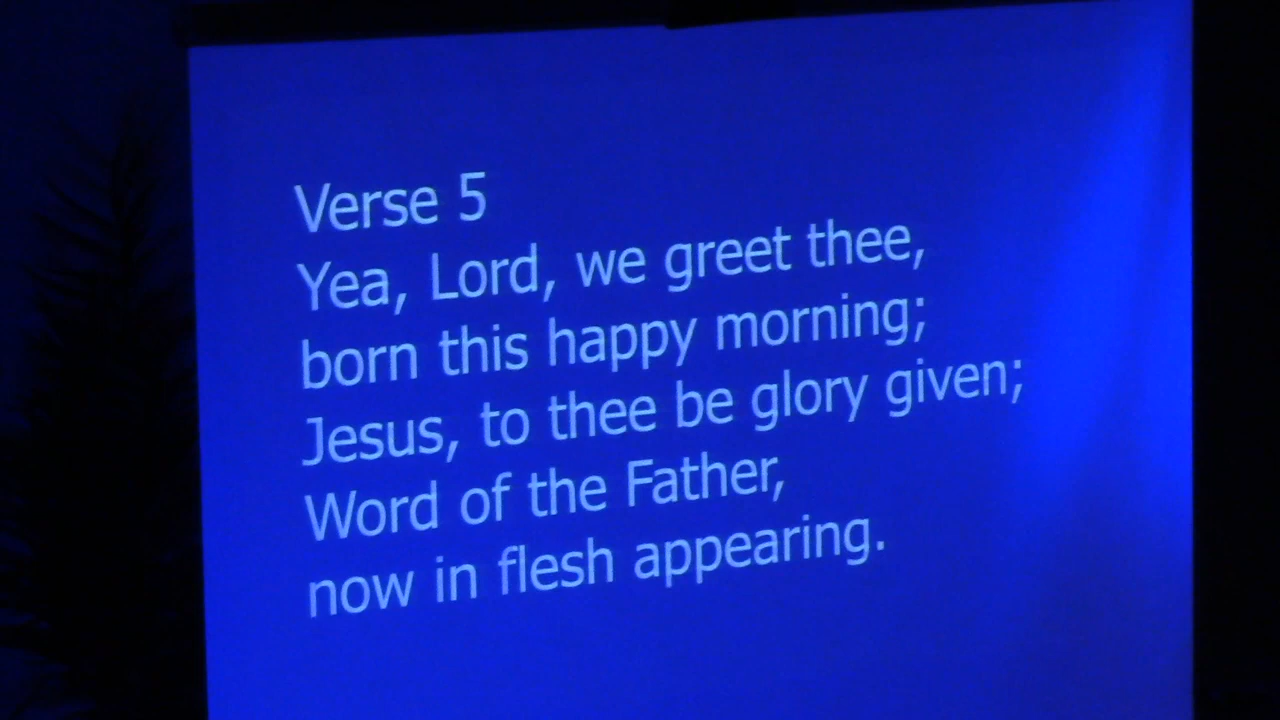 Verse 5
Yea, Lord, we greet thee,
born this happy morning;
Jesus, to thee be glory given;
Word of the Father,
now in flesh appearing.